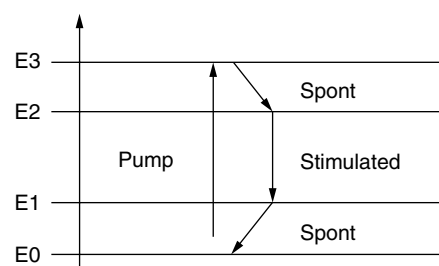 E3
Spont
E2
Pump
Stimulated
E1
Spont
E0